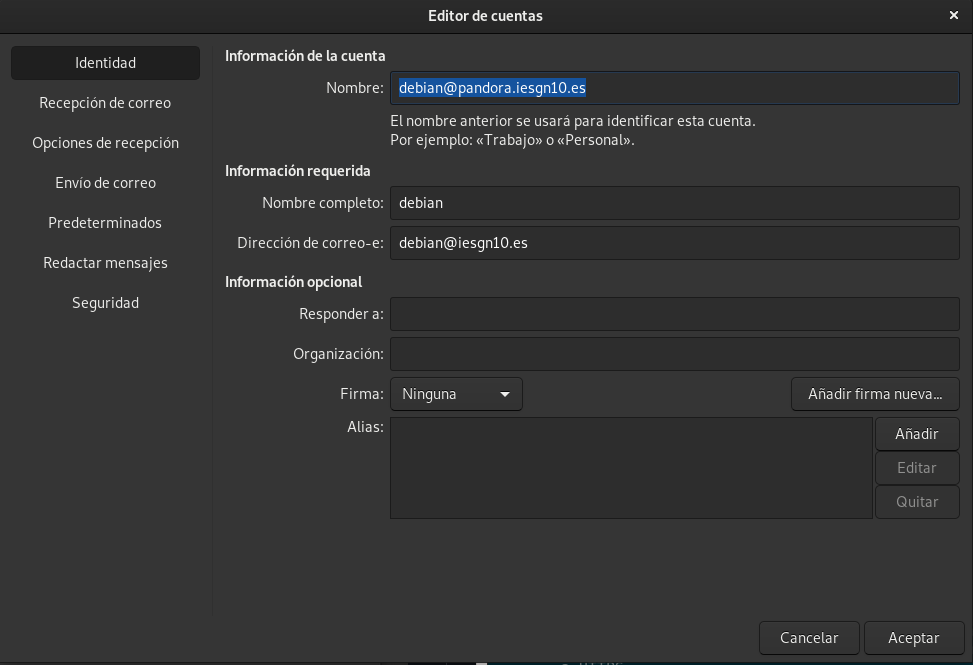 Editor de cuentas
×
Identidad
Recepción de correo
Opciones de recepción
Envío de correo
Predeterminados
Redactar mensajes
Seguridad
Información de la cuenta
Nombre: debian@pandora.iesgn10.es
El nombre anterior se usará para identificar esta cuenta.
Por ejemplo: «Trabajo» o «Personal».
Información requerida
Nombre completo: debian
Dirección de correo-e: debian@iesgn10.es
Información opcional
Responder a:
Organización:
Firma: Ninguna Añadir firma nueva...
Alias:
Añadir
Editar
Quitar
Cancelar Aceptar